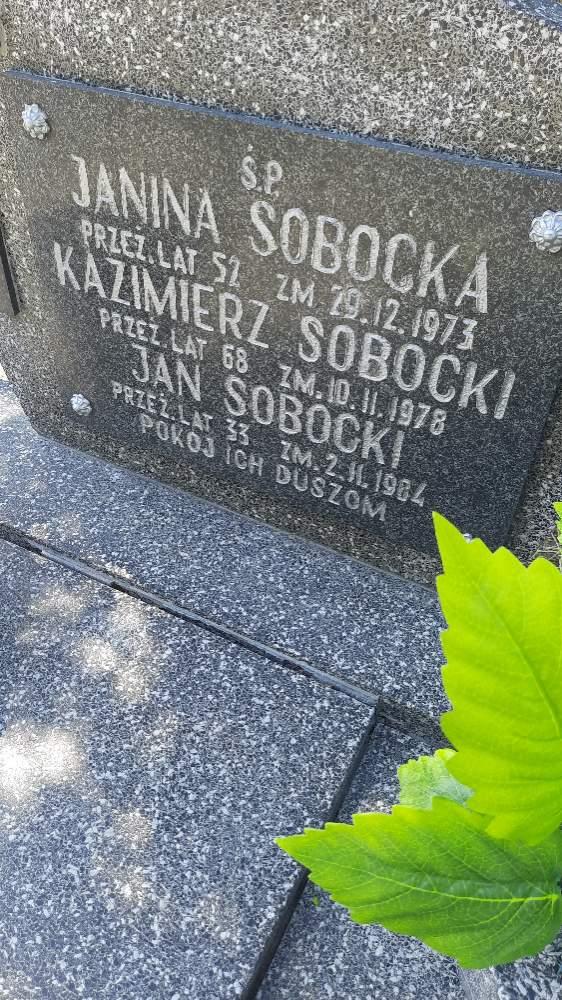 Ś.P
JANINA SOBOCKA
PRZEŻ. LAT 52 ZM. 29.12.1973
KAZIMIERZ SOBOCKI
PRZEŻ. LAT 68 ZM. 10.11.1978
JAN SOBOCKI
PRZEŻ. LAT 33 ZM. 2.11.1984
POKÓJ ICH DUSZOM